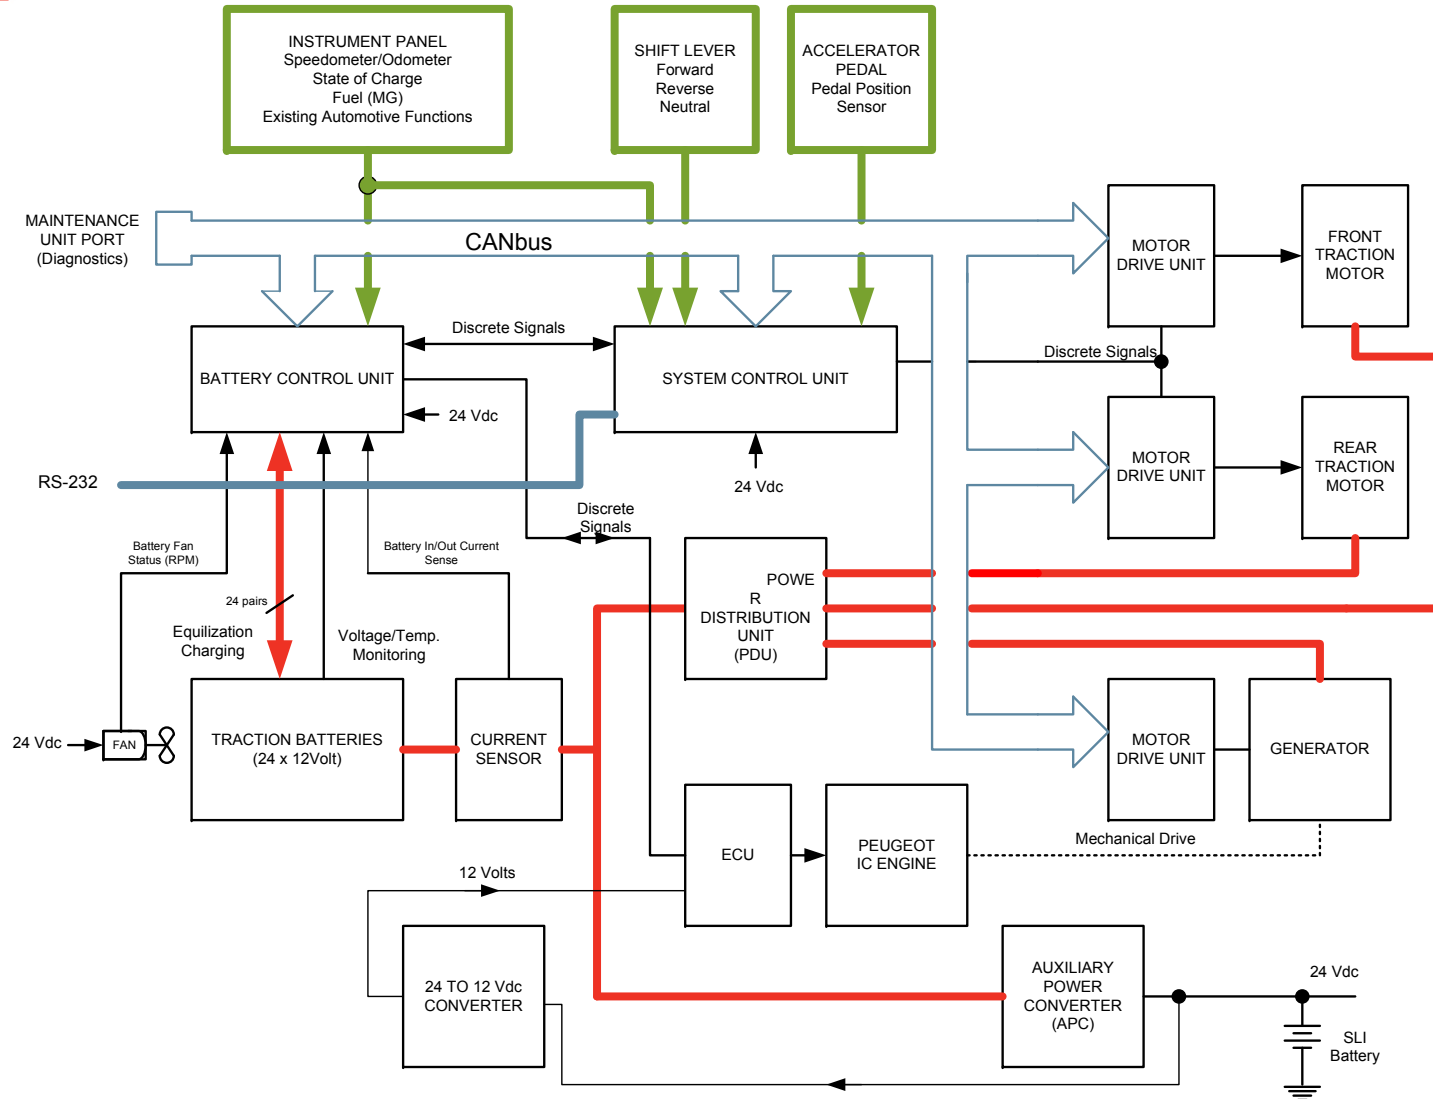 INSTRUMENT PANEL
Speedometer/Odometer
State of Charge
Fuel (MG)
Existing Automotive Functions
SHIFT LEVER
Forward
Reverse
Neutral
ACCELERATOR
PEDAL
Pedal Position
Sensor
MAINTENANCE
UNIT PORT
(Diagnostics)
CANbus
MOTOR
DRIVE UNIT
FRONT
TRACTION
MOTOR
BATTERY CONTROL UNIT
Discrete Signals
SYSTEM CONTROL UNIT
Discrete Signals
24 Vdc
24 Vdc
MOTOR
DRIVE UNIT
REAR
TRACTION
MOTOR
RS-232
Discrete
Signals
Battery Fan
Status (RPM)
Battery In/Out Current
Sense
24 pairs
Equilization
Charging
Voltage/Temp.
Monitoring
POWE
R
DISTRIBUTION
UNIT
(PDU)
24 Vdc
FAN
TRACTION BATTERIES
(24 x 12Volt)
CURRENT
SENSOR
MOTOR
DRIVE UNIT
GENERATOR
ECU
PEUGEOT
IC ENGINE
Mechanical Drive
12 Volts
24 TO 12 Vdc
CONVERTER
AUXILIARY
POWER
CONVERTER
(APC)
24 Vdc
SLI
Battery